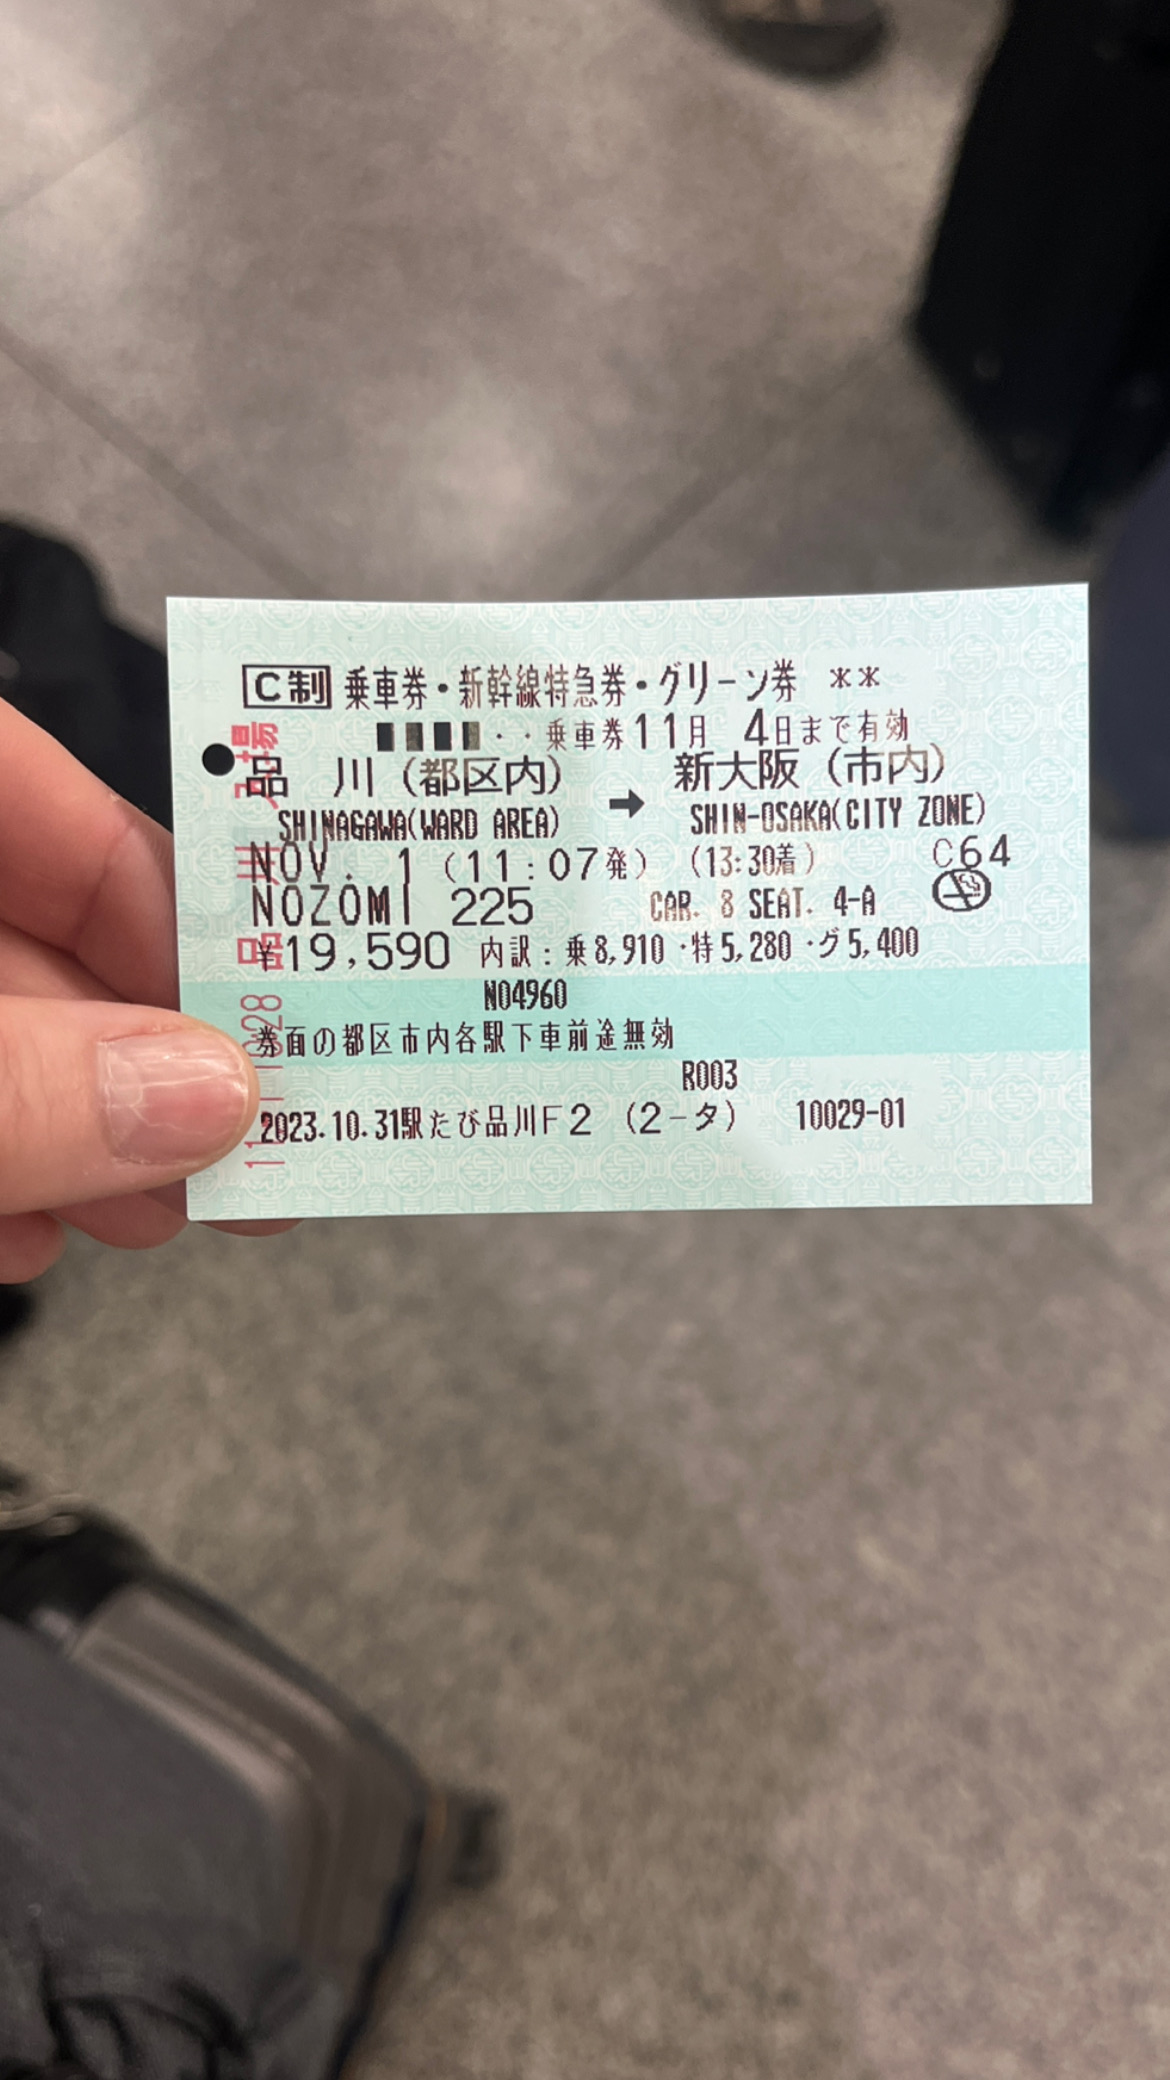 C制 乗車券・新幹線特急券・グリーン券 **
・・乗車券11月 4日まで有効
品 川（都区内） ➡ 新大阪（市内）
SHINAGAWA(WARD AREA) SHIN-OSAKA(CITY ZONE)
NOV. 1（11:07発）（13:30着） C64
NOZOMI 225 CAR. 8 SEAT. 4-A
¥19,590 内訳：乗8,910・特5,280・グ5,400
N04960
券面の都区市内各駅下車前途無効
R003
2023.10.31駅たび品川F2（2-タ） 10029-01